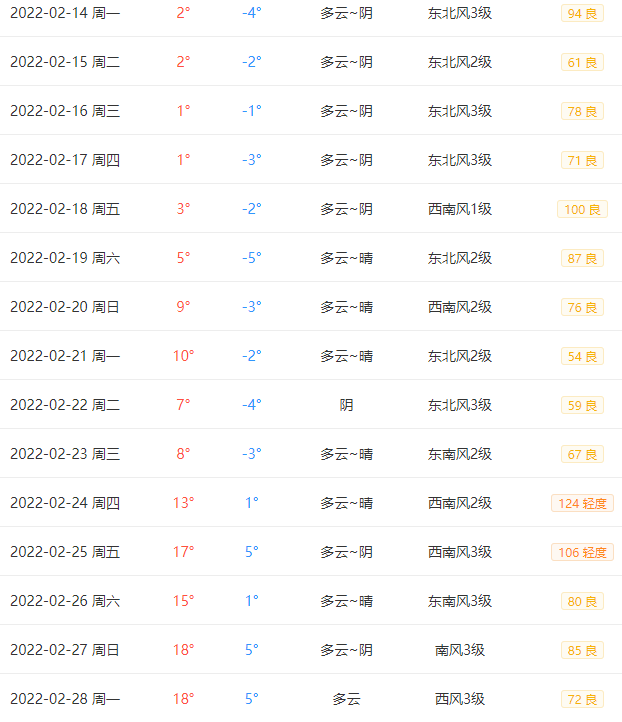 2022-02-14 周一 2° -4° 多云~阴 东北风3级 94 良
2022-02-15 周二 2° -2° 多云~阴 东北风2级 61 良
2022-02-16 周三 1° -1° 多云~阴 东北风3级 78 良
2022-02-17 周四 1° -3° 多云~阴 东北风3级 71 良
2022-02-18 周五 3° -2° 多云~阴 西南风1级 100 良
2022-02-19 周六 5° -5° 多云~晴 东北风2级 87 良
2022-02-20 周日 9° -3° 多云~晴 西南风2级 76 良
2022-02-21 周一 10° -2° 多云~晴 东北风2级 54 良
2022-02-22 周二 7° -4° 阴 东北风3级 59 良
2022-02-23 周三 8° -3° 多云~晴 东南风2级 67 良
2022-02-24 周四 13° 1° 多云~晴 西南风2级 124 轻度
2022-02-25 周五 17° 5° 多云~阴 西南风3级 106 轻度
2022-02-26 周六 15° 1° 多云~晴 东南风3级 80 良
2022-02-27 周日 18° 5° 多云~阴 南风3级 85 良
2022-02-28 周一 18° 5° 多云 西风3级 72 良